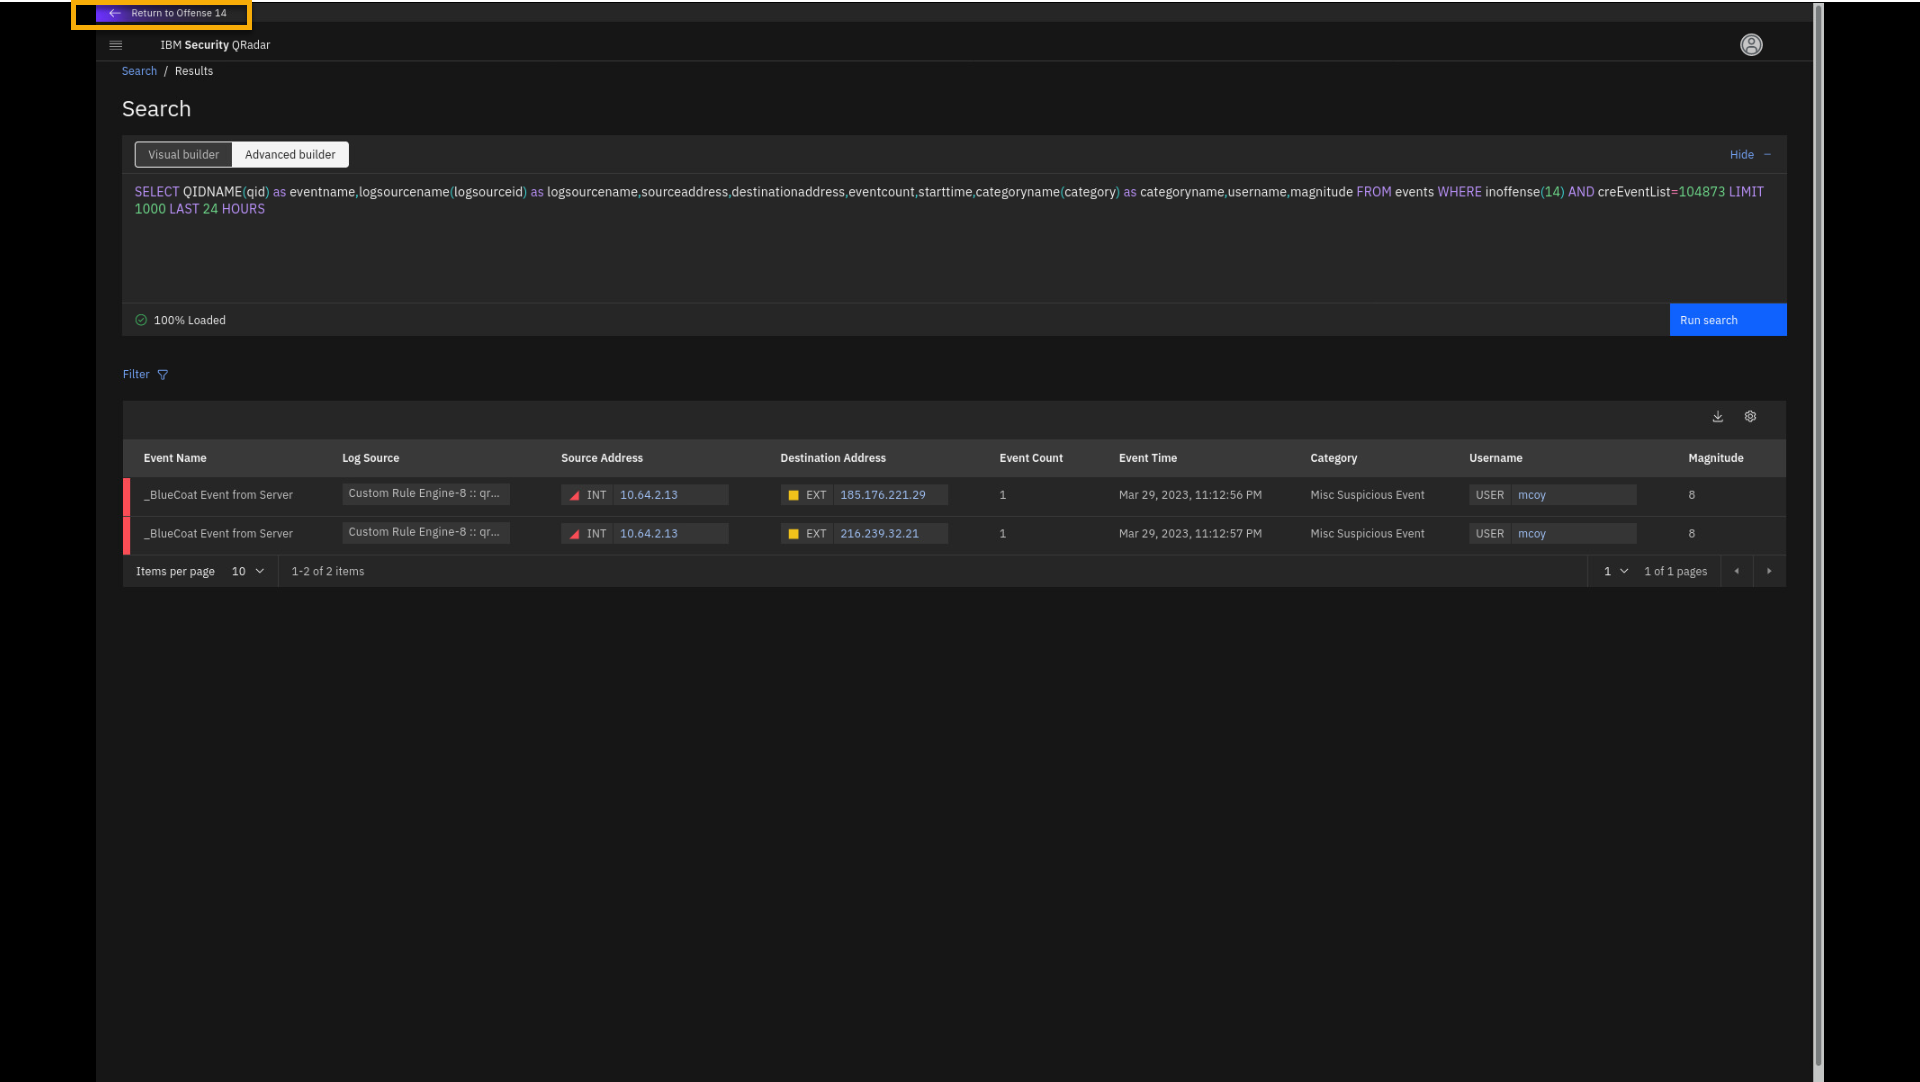 Return to Offense 14
IBM Security QRadar
Search / Results
Search
Visual builder Advanced builder Hide
SELECT QIDNAME(qid) as eventname,logsourcename(logsourceid) as logsourcename,sourceaddress,destinationaddress,eventcount,starttime,categoryname(category) as categoryname,username,magnitude FROM events WHERE inoffense(14) AND creEventList=104873 LIMIT
1000 LAST 24 HOURS
100% Loaded Run search
Filter
Event Name Log Source Source Address Destination Address Event Count Event Time Category Username Magnitude
_BlueCoat Event from Server Custom Rule Engine-8 :: qr... INT 10.64.2.13 EXT 185.176.221.29 1 Mar 29, 2023, 11:12:56 PM Misc Suspicious Event USER mcoy 8
_BlueCoat Event from Server Custom Rule Engine-8 :: qr... INT 10.64.2.13 EXT 216.239.32.21 1 Mar 29, 2023, 11:12:57 PM Misc Suspicious Event USER mcoy 8
Items per page 10 1-2 of 2 items 1 1 of 1 pages